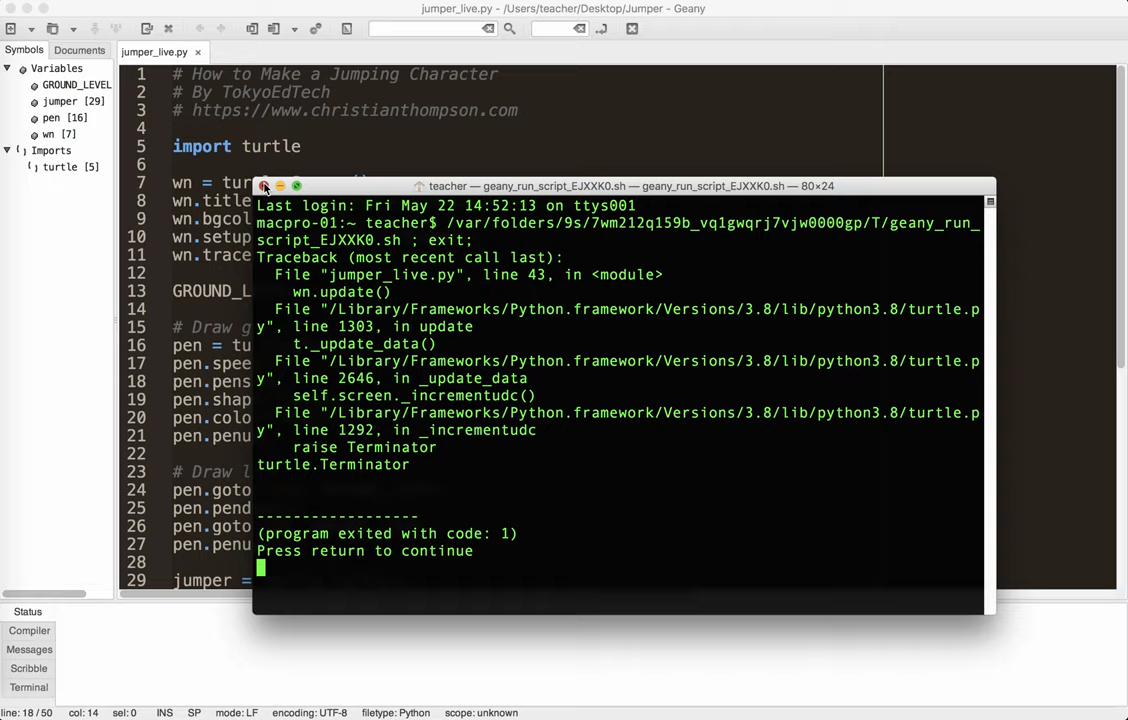 jumper_live.py - /Users/teacher/Desktop/Jumper - Geany
Symbols Documents
jumper_live.py ×
Variables
GROUND_LEVEL
jumper [29]
pen [16]
wn [7]
Imports
turtle [5]
1 # How to Make a Jumping Character
2 # By TokyoEdTech
3 # https://www.christianthompson.com
4
5 import turtle
6
7 wn = tur
8 wn.title
9 wn.bgcol
10 wn.setup
11 wn.trace
12
13 GROUND_L
14
15 # Draw g
16 pen = tu
17 pen.spee
18 pen.pens
19 pen.shap
20 pen.colo
21 pen.penu
22
23 # Draw l
24 pen.goto
25 pen.pend
26 pen.goto
27 pen.penu
28
29 jumper =
teacher — geany_run_script_EJXXK0.sh — geany_run_script_EJXXK0.sh — 80×24
Last login: Fri May 22 14:52:13 on ttys001
macpro-01:~ teacher$ /var/folders/9s/7wm212q159b_vq1gwqrj7vjw0000gp/T/geany_run_
script_EJXXK0.sh ; exit;
Traceback (most recent call last):
File "jumper_live.py", line 43, in <module>
wn.update()
File "/Library/Frameworks/Python.framework/Versions/3.8/lib/python3.8/turtle.p
y", line 1303, in update
t._update_data()
File "/Library/Frameworks/Python.framework/Versions/3.8/lib/python3.8/turtle.p
y", line 2646, in _update_data
self.screen._incrementudc()
File "/Library/Frameworks/Python.framework/Versions/3.8/lib/python3.8/turtle.p
y", line 1292, in _incrementudc
raise Terminator
turtle.Terminator
------------------
(program exited with code: 1)
Press return to continue
Status
Compiler
Messages
Scribble
Terminal
line: 18 / 50 col: 14 sel: 0 INS SP mode: LF encoding: UTF-8 filetype: Python scope: unknown